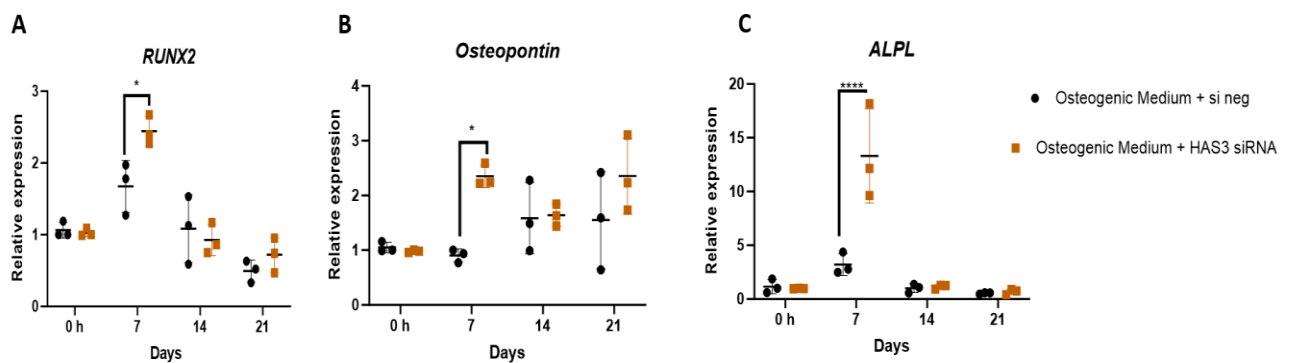 A
RUNX2
Relative expression
3
2
1
0
*
0 h
7
14
21
Days
B
Osteopontin
Relative expression
4
3
2
1
0
*
0 h
7
14
21
Days
C
ALPL
Relative expression
20
15
10
5
0
****
0 h
7
14
21
Days
Osteogenic Medium + si neg
Osteogenic Medium + HAS3 siRNA